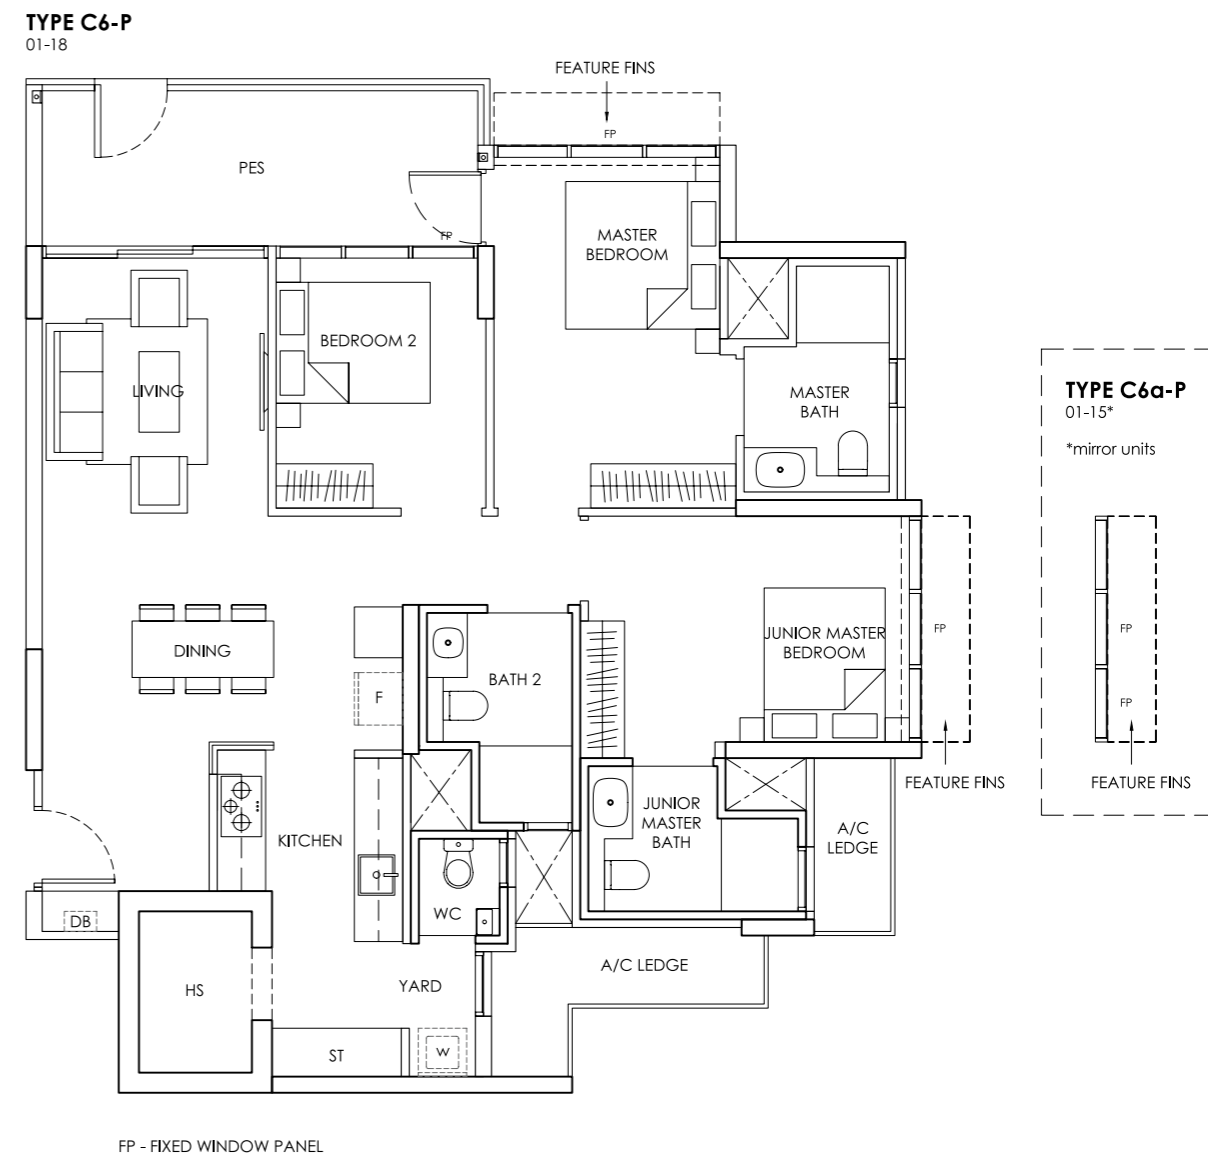 TYPE C6-P
01-18
FEATURE FINS
FP
PES
FP
MASTER
BEDROOM
BEDROOM 2
LIVING
MASTER
BATH
TYPE C6a-P
01-15*
*mirror units
DINING
BATH 2
F
JUNIOR MASTER
BEDROOM
FP
FP
FP
FEATURE FINS
FEATURE FINS
KITCHEN
JUNIOR
MASTER
BATH
A/C
LEDGE
WC
DB
A/C LEDGE
HS
YARD
ST
W
FP - FIXED WINDOW PANEL